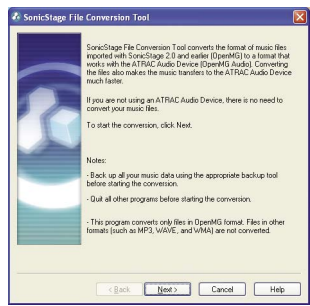 SonicStage File Conversion Tool
SonicStage File Conversion Tool converts the format of music files
imported with SonicStage 2.0 and earlier (OpenMG) to a format that
works with the ATRAC Audio Device (OpenMG Audio). Converting
the files also makes the music transfers to the ATRAC Audio Device
much faster.
If you are not using an ATRAC Audio Device, there is no need to
convert your music files.
To start the conversion, click Next.
Notes:
- Back up all your music data using the appropriate backup tool
before starting the conversion.
- Quit all other programs before starting the conversion.
- This program converts only files in OpenMG format. Files in other
formats (such as MP3, WAVE, and WMA) are not converted.
< Back Next > Cancel Help